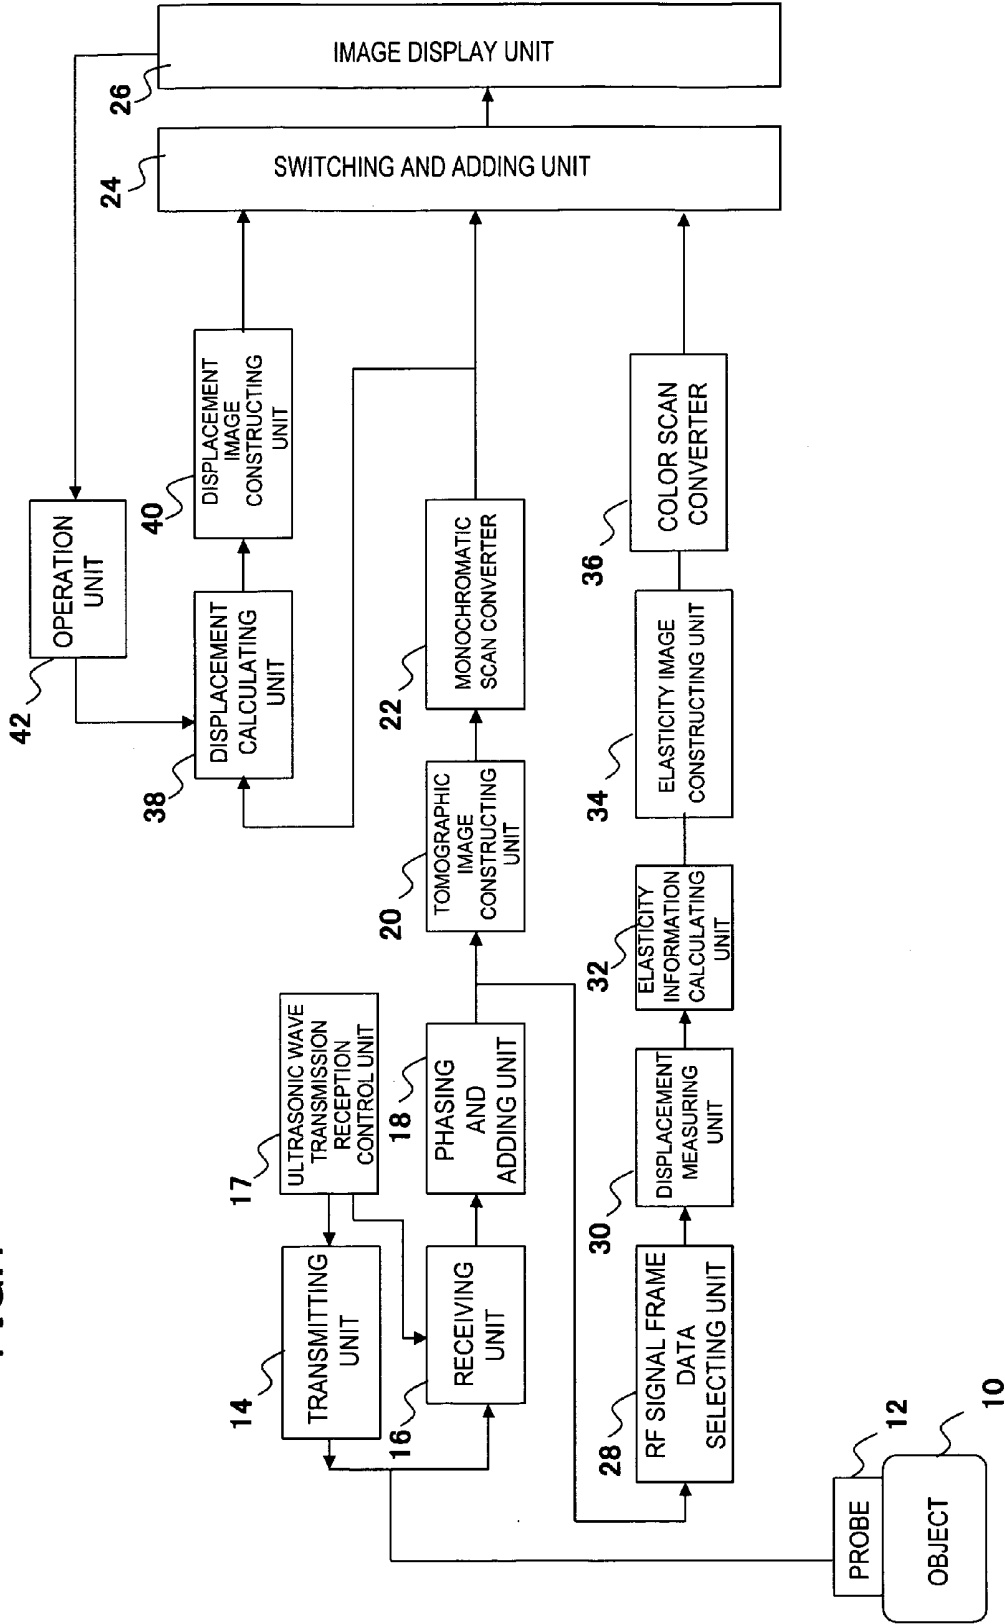 IMAGE DISPLAY UNIT
26
SWITCHING AND ADDING UNIT
24
OPERATION
UNIT
42
DISPLACEMENT
IMAGE
CONSTRUCTING
UNIT
40
DISPLACEMENT
CALCULATING
UNIT
38
MONOCHROMATIC
SCAN CONVERTER
22
COLOR SCAN
CONVERTER
36
TOMOGRAPHIC
IMAGE
CONSTRUCTING
UNIT
20
ELASTICITY IMAGE
CONSTRUCTING UNIT
34
ELASTICITY
INFORMATION
CALCULATING
UNIT
32
ULTRASONIC WAVE
TRANSMISSION
RECEPTION
CONTROL UNIT
17
PHASING
AND
ADDING UNIT
18
DISPLACEMENT
MEASURING
UNIT
30
TRANSMITTING
UNIT
14
RECEIVING
UNIT
16
RF SIGNAL FRAME
DATA
SELECTING UNIT
28
PROBE
12
OBJECT
10